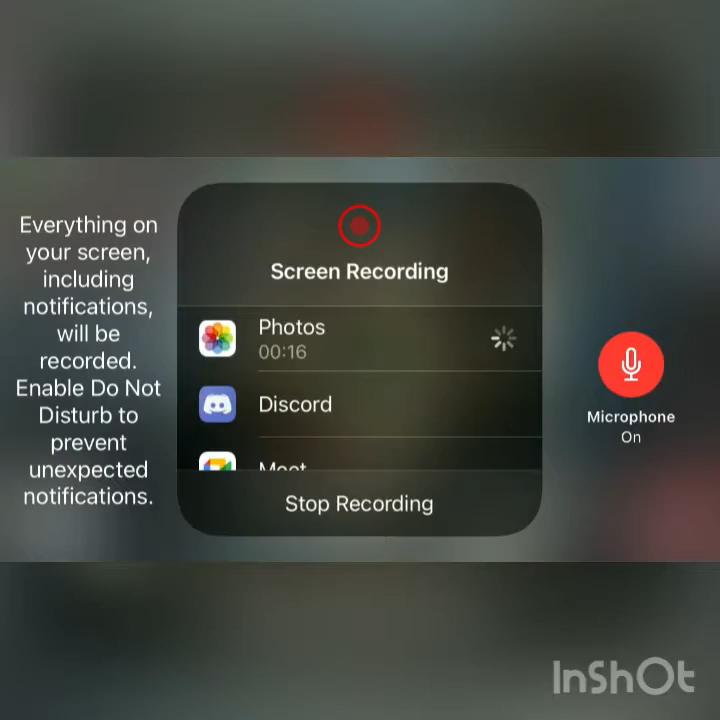 Everything on
your screen,
including
notifications,
will be
recorded.
Enable Do Not
Disturb to
prevent
unexpected
notifications.
Screen Recording
Photos
00:16
Discord
Meet
Stop Recording
Microphone
On
InShOt